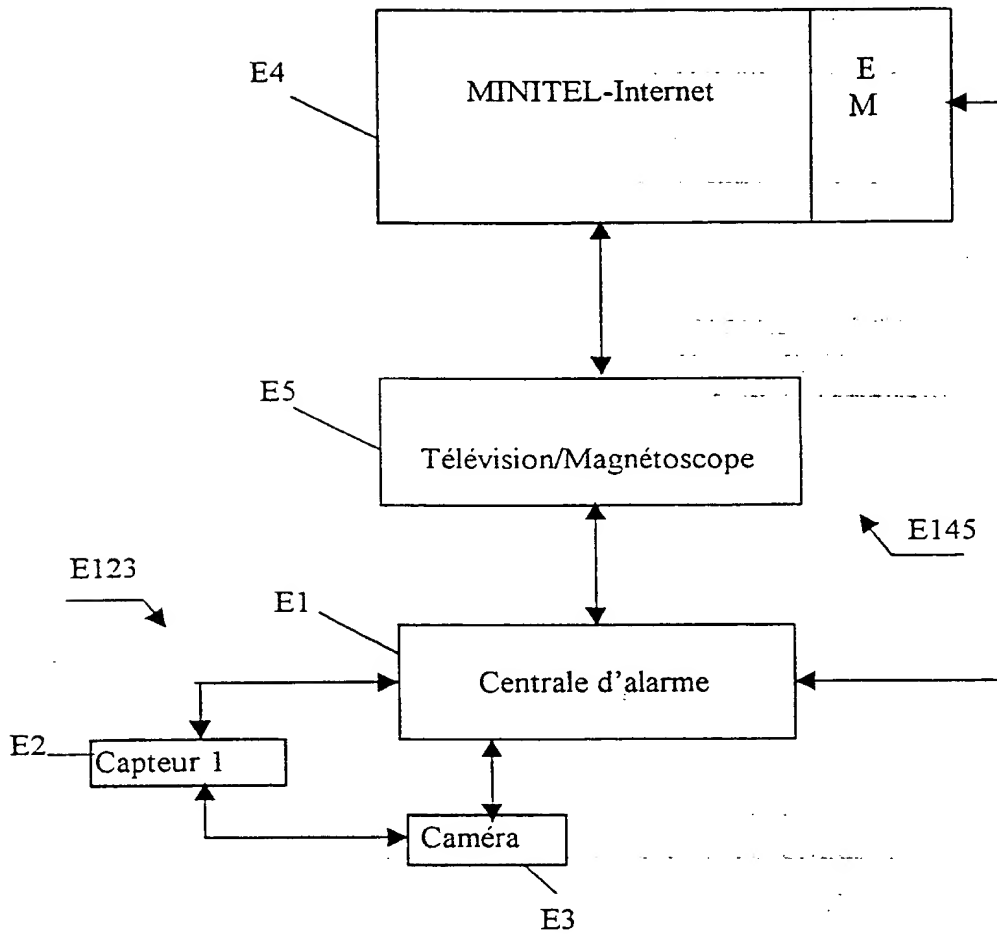 E4
MINITEL-Internet
E
M
E5
Télévision/Magnétoscope
E145
E123
E1
Centrale d'alarme
E2
Capteur 1
Caméra
E3